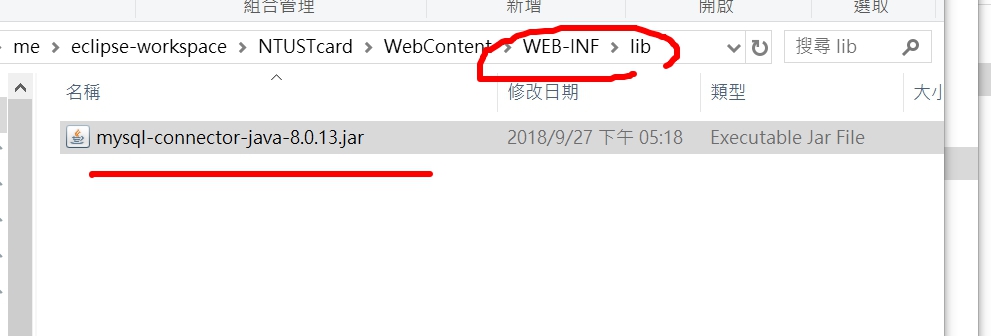 組合管理 新增 開啟 選取
me > eclipse-workspace > NTUSTcard > WebContent > WEB-INF > lib 搜尋 lib
名稱 修改日期 類型 大小
mysql-connector-java-8.0.13.jar 2018/9/27 下午 05:18 Executable Jar File